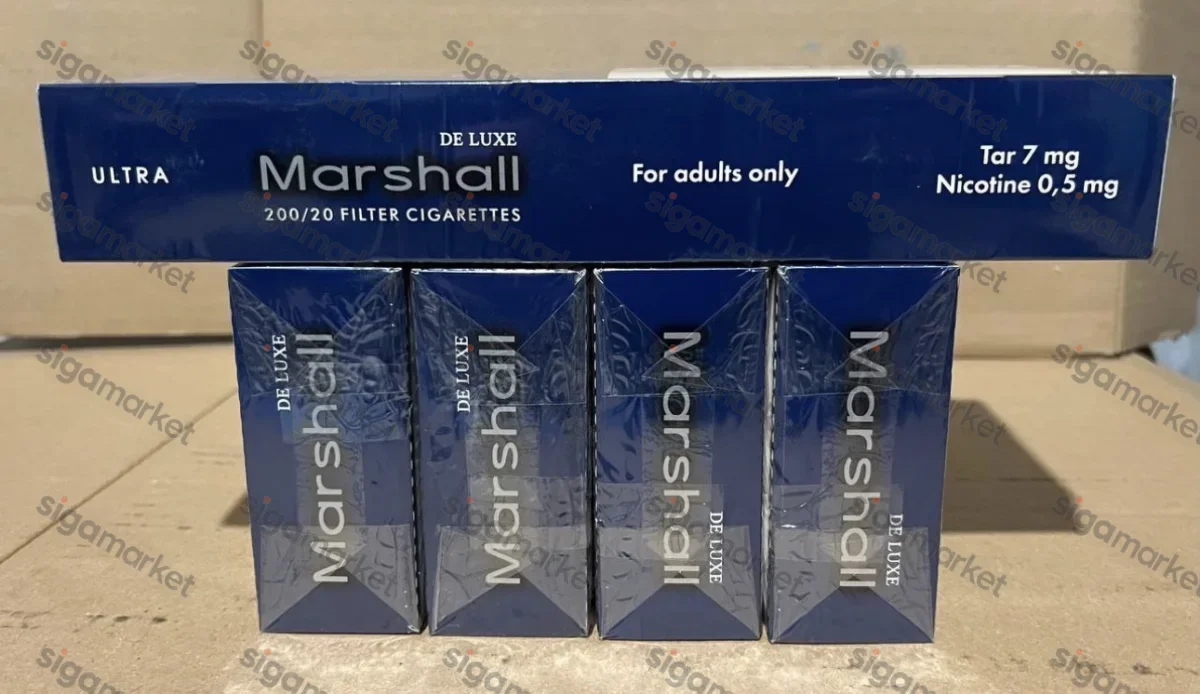 ULTRA
DE LUXE
Marshall
200/20 FILTER CIGARETTES
For adults only
Tar 7 mg
Nicotine 0,5 mg
DE LUXE
Marshall
DE LUXE
Marshall
Marshall
DE LUXE
Marshall
DE LUXE
sigamarket